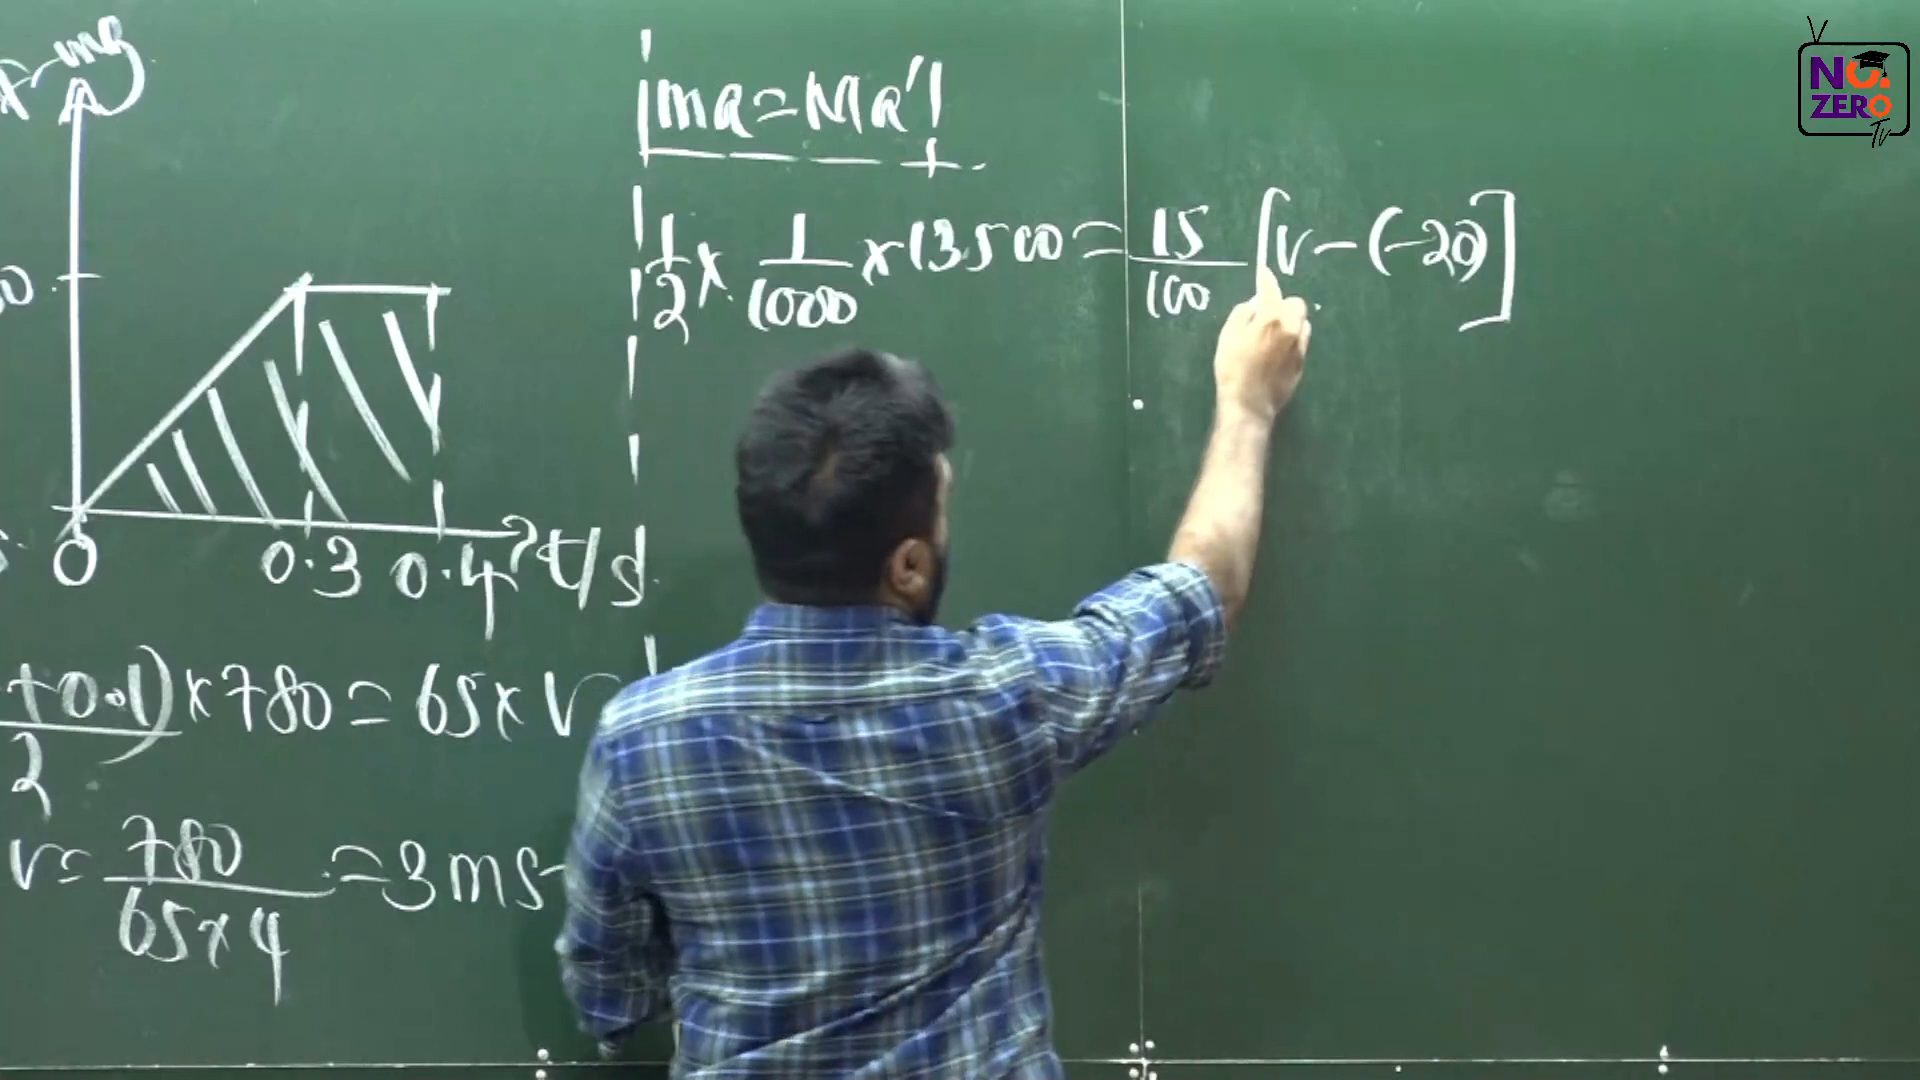 ma = Ma'
1/2 × 1/1000 × 13500 = 15/100 [v - (-20)]
0 0.3 0.4 t/s
+0.1)/2 × 780 = 65 × v
v = 780/(65×4) = 3 ms-
NO.
ZERO
TV